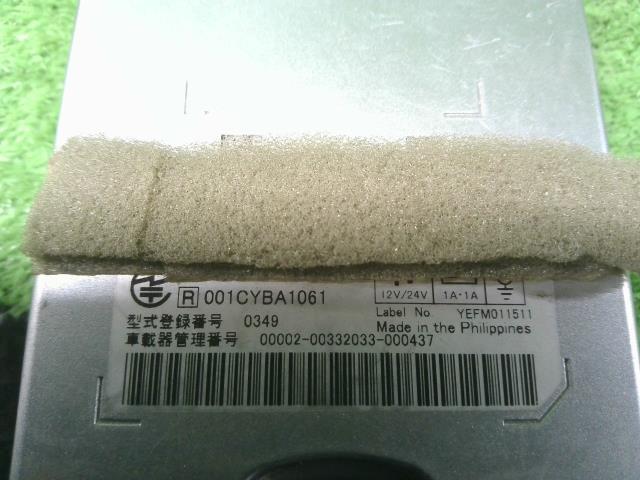 R 001CYBA1061
12V/24V 1A・1A
Label No. YEFM011511
型式登録番号 0349
Made in the Philippines
車載器管理番号 00002-00332033-000437